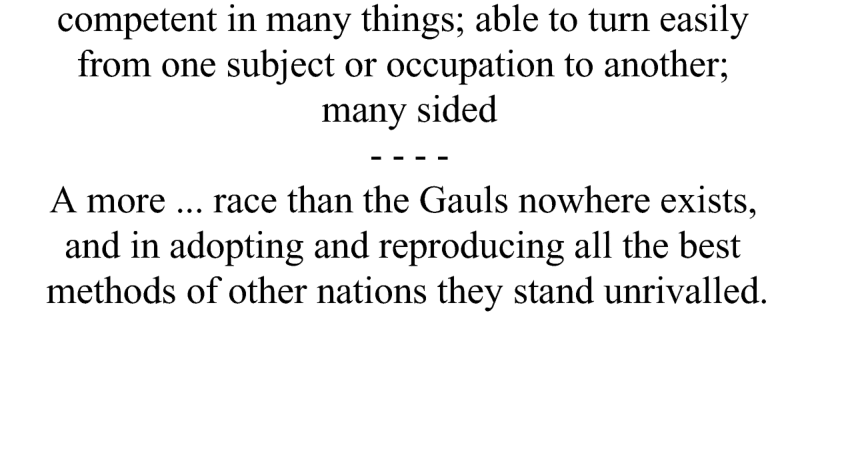 competent in many things; able to turn easily
from one subject or occupation to another;
many sided
- - - -
A more ... race than the Gauls nowhere exists,
and in adopting and reproducing all the best
methods of other nations they stand unrivalled.